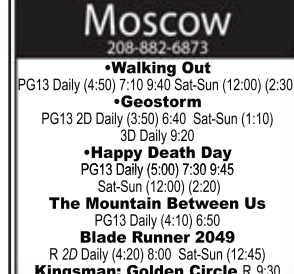 Moscow
208-882-6873
•Walking Out
PG13 Daily (4:50) 7:10 9:40 Sat-Sun (12:00) (2:30)
•Geostorm
PG13 2D Daily (3:50) 6:40 Sat-Sun (1:10)
3D Daily 9:20
•Happy Death Day
PG13 Daily (5:00) 7:30 9:45
Sat-Sun (12:00) (2:20)
The Mountain Between Us
PG13 Daily (4:10) 6:50
Blade Runner 2049
R 2D Daily (4:20) 8:00 Sat-Sun (12:45)
Kingsman: Golden Circle R 9:30